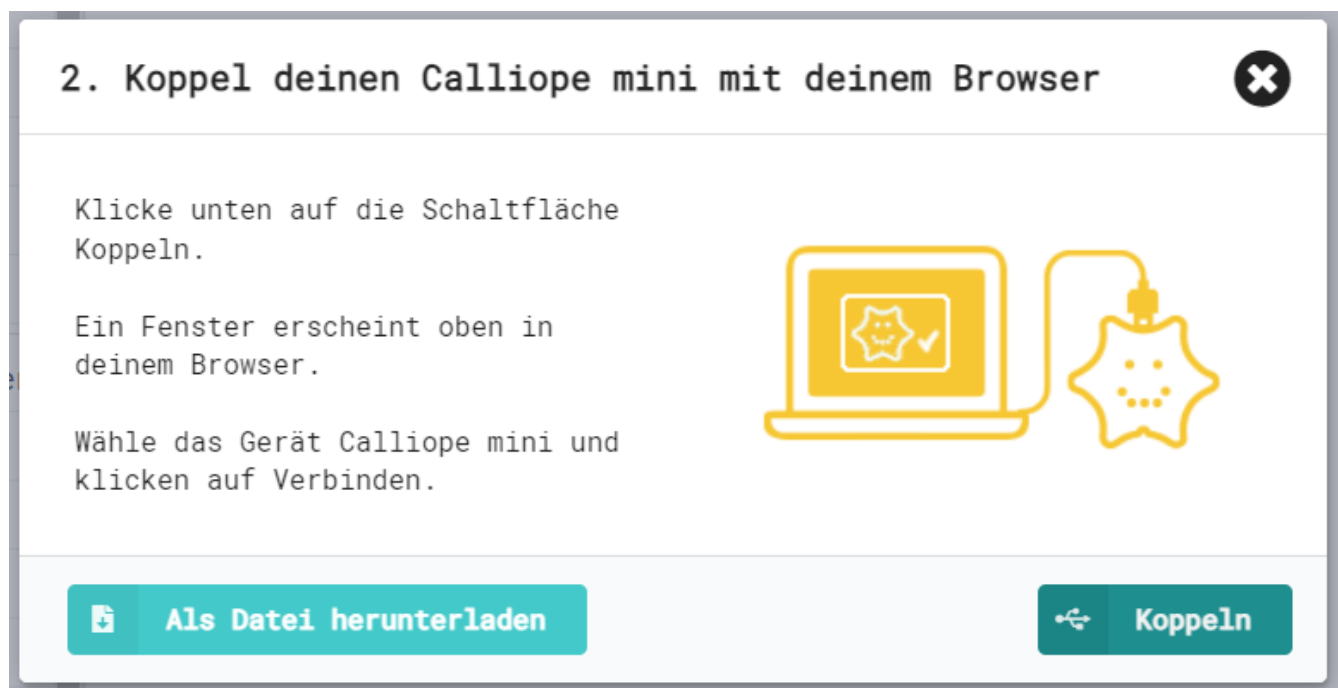 2. Koppel deinen Calliope mini mit deinem Browser
Klicke unten auf die Schaltfläche
Koppeln.
Ein Fenster erscheint oben in
deinem Browser.
Wähle das Gerät Calliope mini und
klicken auf Verbinden.
Als Datei herunterladen
Koppeln